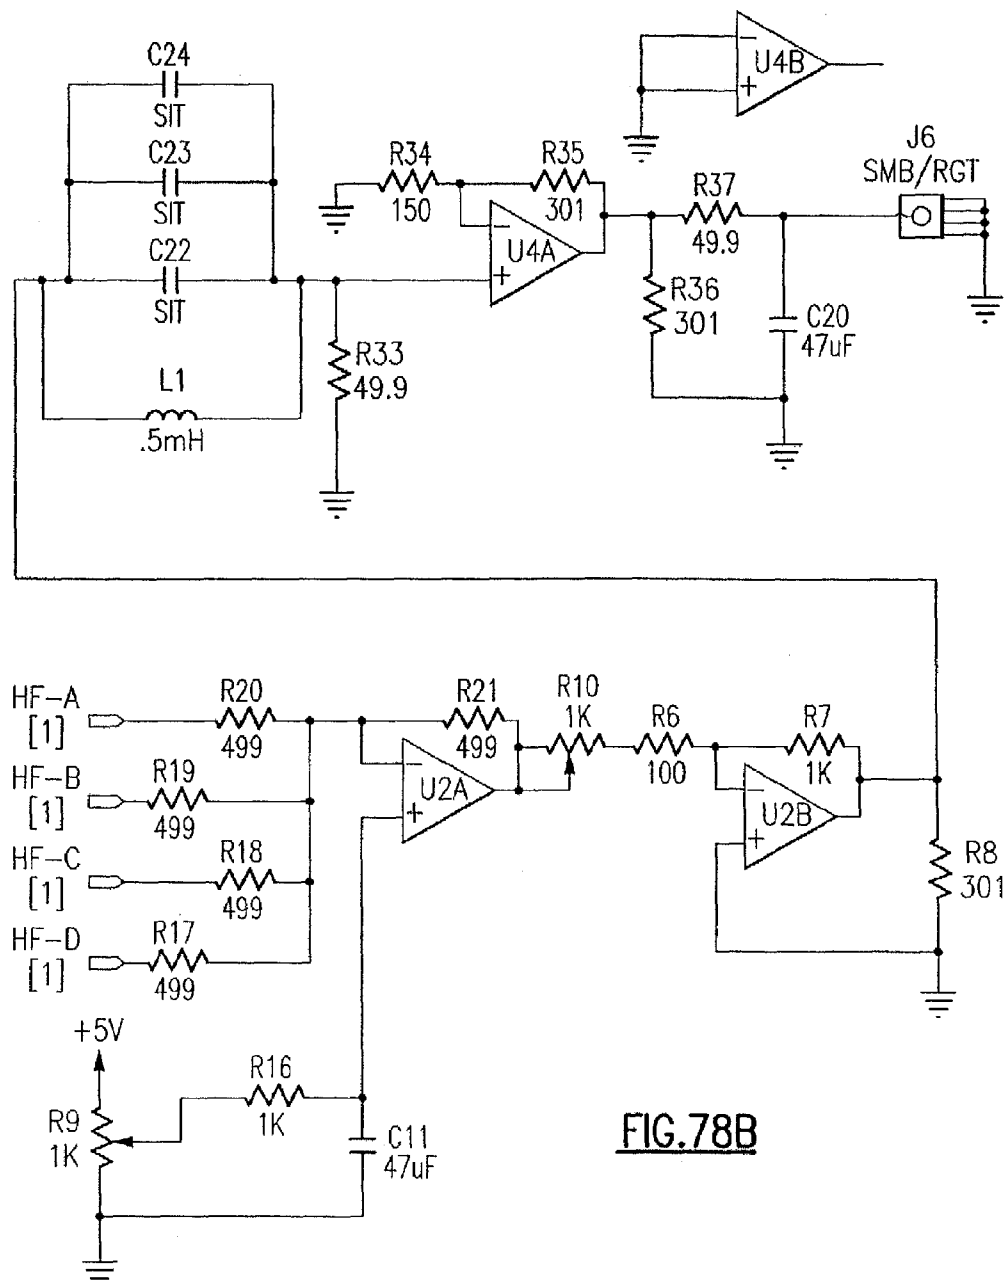 C24
SIT
C23
SIT
C22
SIT
L1
.5mH
R33
49.9
R34
150
R35
301
-
+
U4A
-
+
U4B
R36
301
R37
49.9
C20
47uF
J6
SMB/RGT
HF-A
[1]
HF-B
[1]
HF-C
[1]
HF-D
[1]
R20
499
R19
499
R18
499
R17
499
R21
499
-
+
U2A
R10
1K
R6
100
R7
1K
-
+
U2B
R8
301
+5V
R9
1K
R16
1K
C11
47uF
FIG.78B